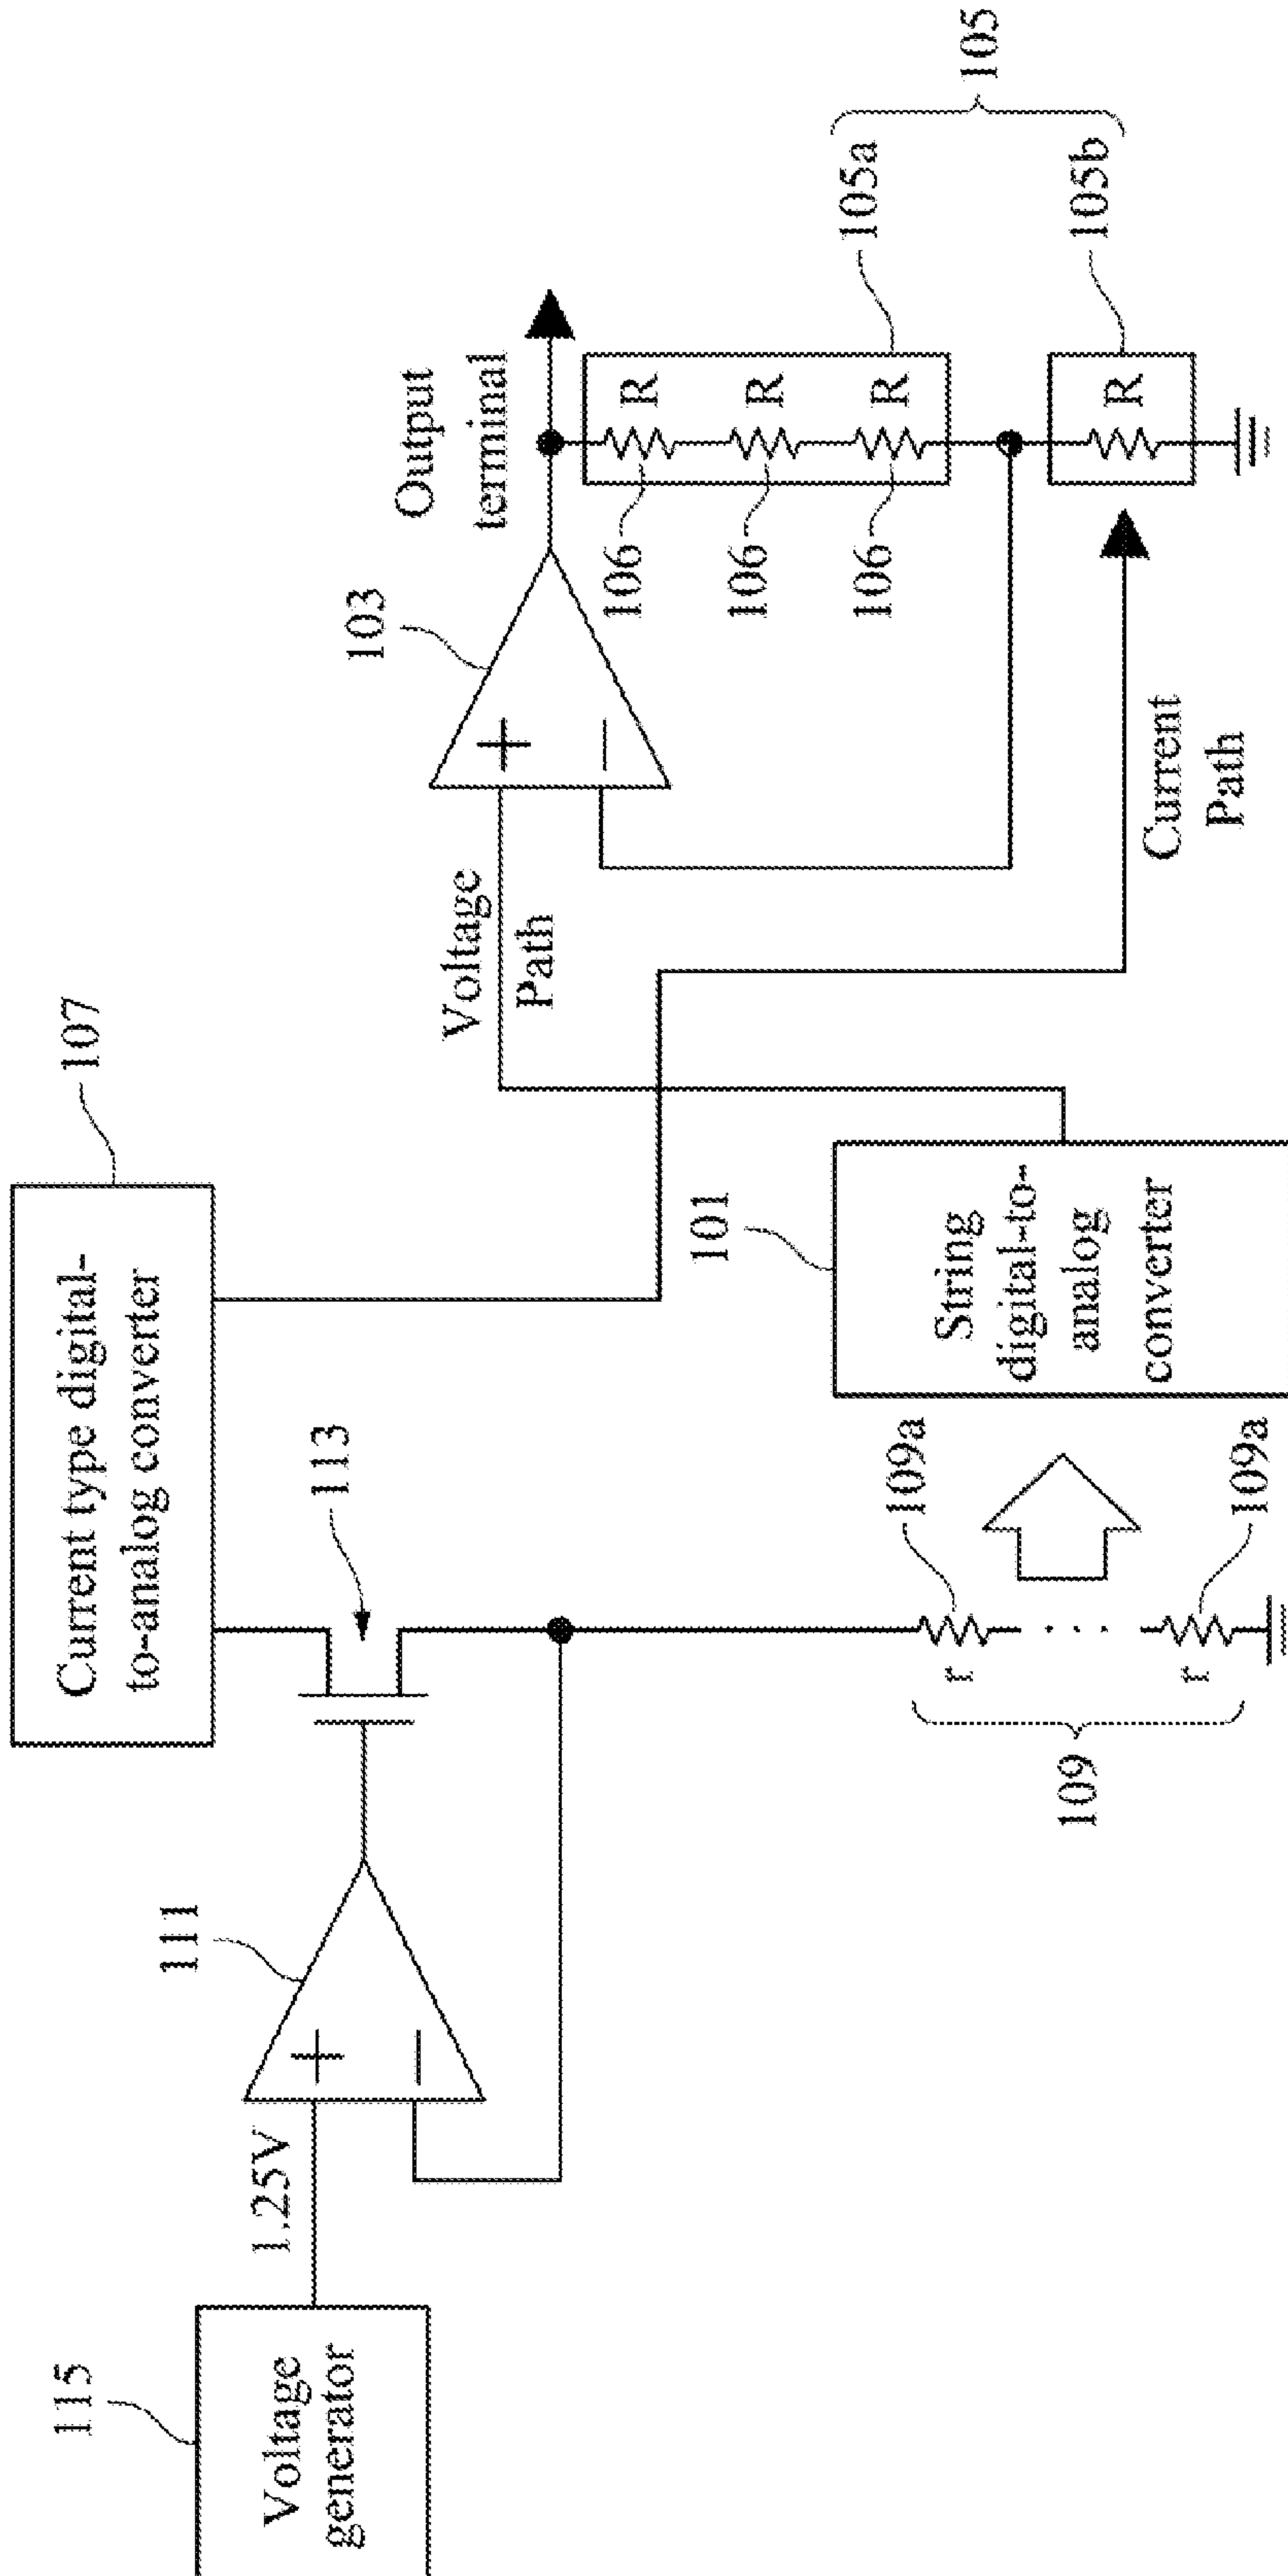 115
Voltage
generator
1.25V
111
Current type digital-
to-analog converter
107
113
109
r
r
109a
109a
101
String
digital-to-
analog
converter
Voltage
Path
Current
Path
103
+
−
+
−
Output
terminal
106
106
106
R
R
R
R
105a
105b
105